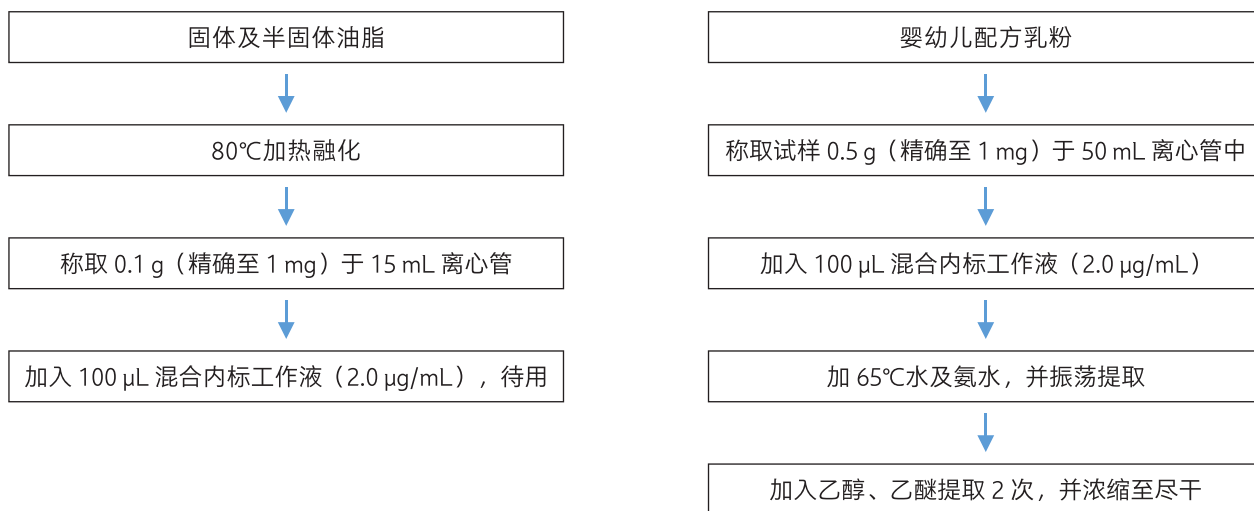 固体及半固体油脂
80℃加热融化
称取 0.1 g（精确至 1 mg）于 15 mL 离心管
加入 100 μL 混合内标工作液（2.0 μg/mL），待用
婴幼儿配方乳粉
称取试样 0.5 g（精确至 1 mg）于 50 mL 离心管中
加入 100 μL 混合内标工作液（2.0 μg/mL）
加 65℃水及氨水，并振荡提取
加入乙醇、乙醚提取 2 次，并浓缩至尽干